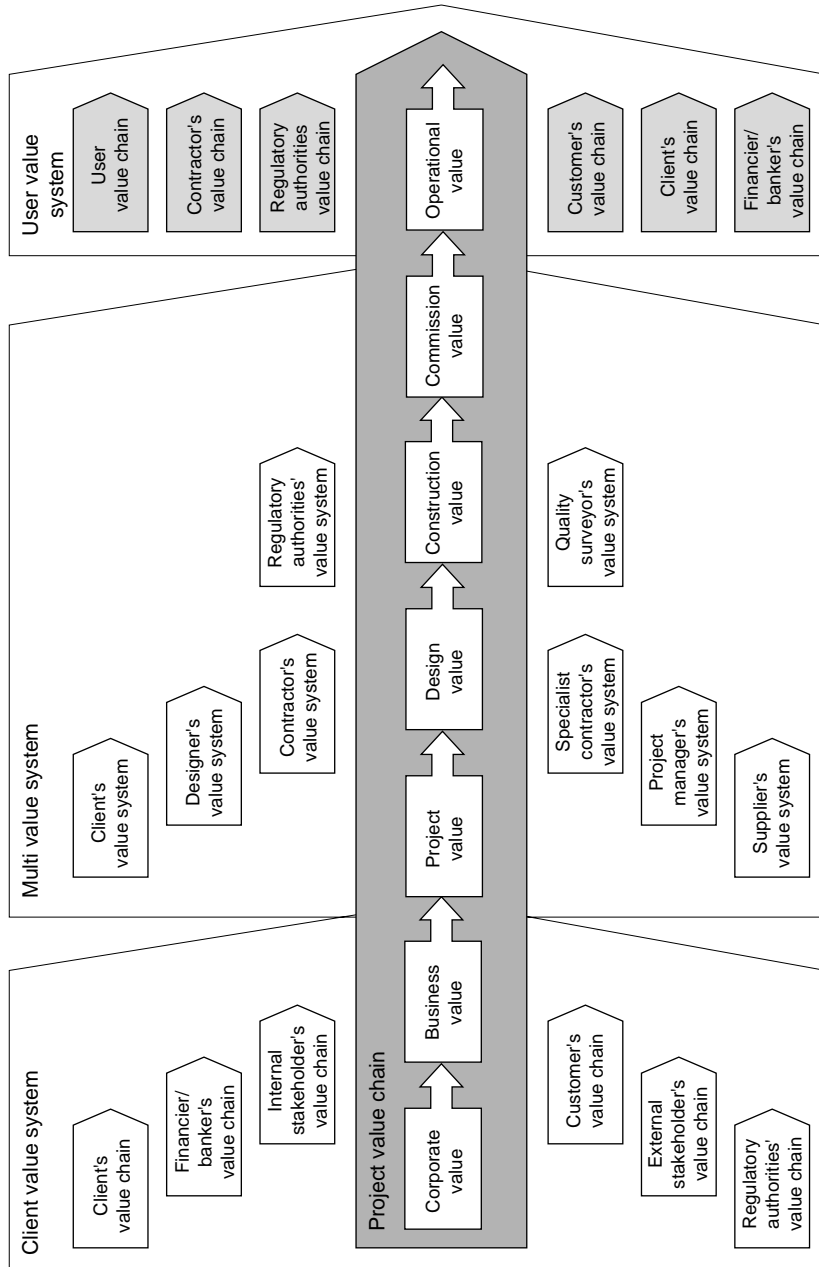 Client value system
Client's
value chain
Financier/
banker's
value chain
Internal
stakeholder's
value chain
Project value chain
Corporate
value
Business
value
Customer's
value chain
External
stakeholder's
value chain
Regulatory
authorities'
value chain
Multi value system
Client's
value system
Designer's
value system
Contractor's
value system
Regulatory
authorities'
value system
Project
value
Design
value
Construction
value
Commission
value
Specialist
contractor's
value system
Quality
surveyor's
value system
Project
manager's
value system
Supplier's
value system
User value
system
User
value chain
Contractor's
value chain
Regulatory
authorities
value chain
Operational
value
Customer's
value chain
Client's
value chain
Financier/
banker's
value chain